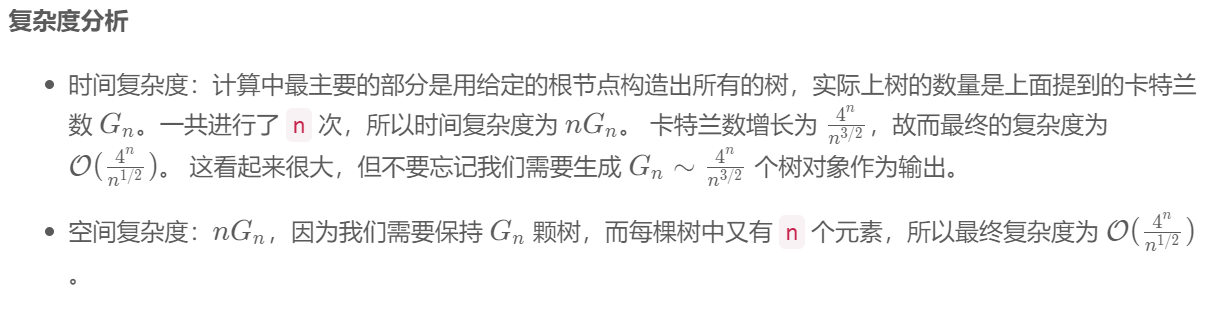 复杂度分析
• 时间复杂度：计算中最主要的部分是用给定的根节点构造出所有的树，实际上树的数量是上面提到的卡特兰
数 $G_n$。一共进行了 n 次，所以时间复杂度为 $nG_n$。 卡特兰数增长为 $\frac{4^n}{n^{3/2}}$，故而最终的复杂度为
$\mathcal{O}(\frac{4^n}{n^{1/2}})$。 这看起来很大，但不要忘记我们需要生成 $G_n \sim \frac{4^n}{n^{3/2}}$ 个树对象作为输出。
• 空间复杂度：$nG_n$，因为我们需要保持 $G_n$ 颗树，而每棵树中又有 n 个元素，所以最终复杂度为 $\mathcal{O}(\frac{4^n}{n^{1/2}})$
。